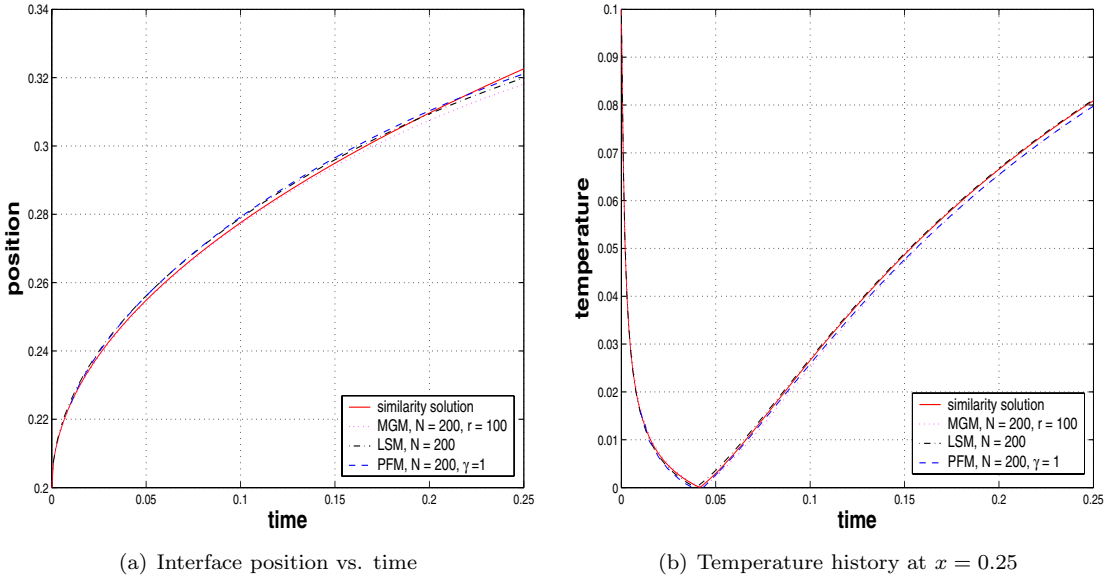 0.34
0.32
0.3
0.28
0.26
0.24
0.22
0.2
position
0
0.05
0.1
0.15
0.2
0.25
time
similarity solution
MGM, N = 200, r = 100
LSM, N = 200
PFM, N = 200, γ=1
(a) Interface position vs. time
0.1
0.09
0.08
0.07
0.06
0.05
0.04
0.03
0.02
0.01
0
temperature
0
0.05
0.1
0.15
0.2
0.25
time
similarity solution
MGM, N = 200, r = 100
LSM, N = 200
PFM, N = 200, γ = 1
(b) Temperature history at x = 0.25